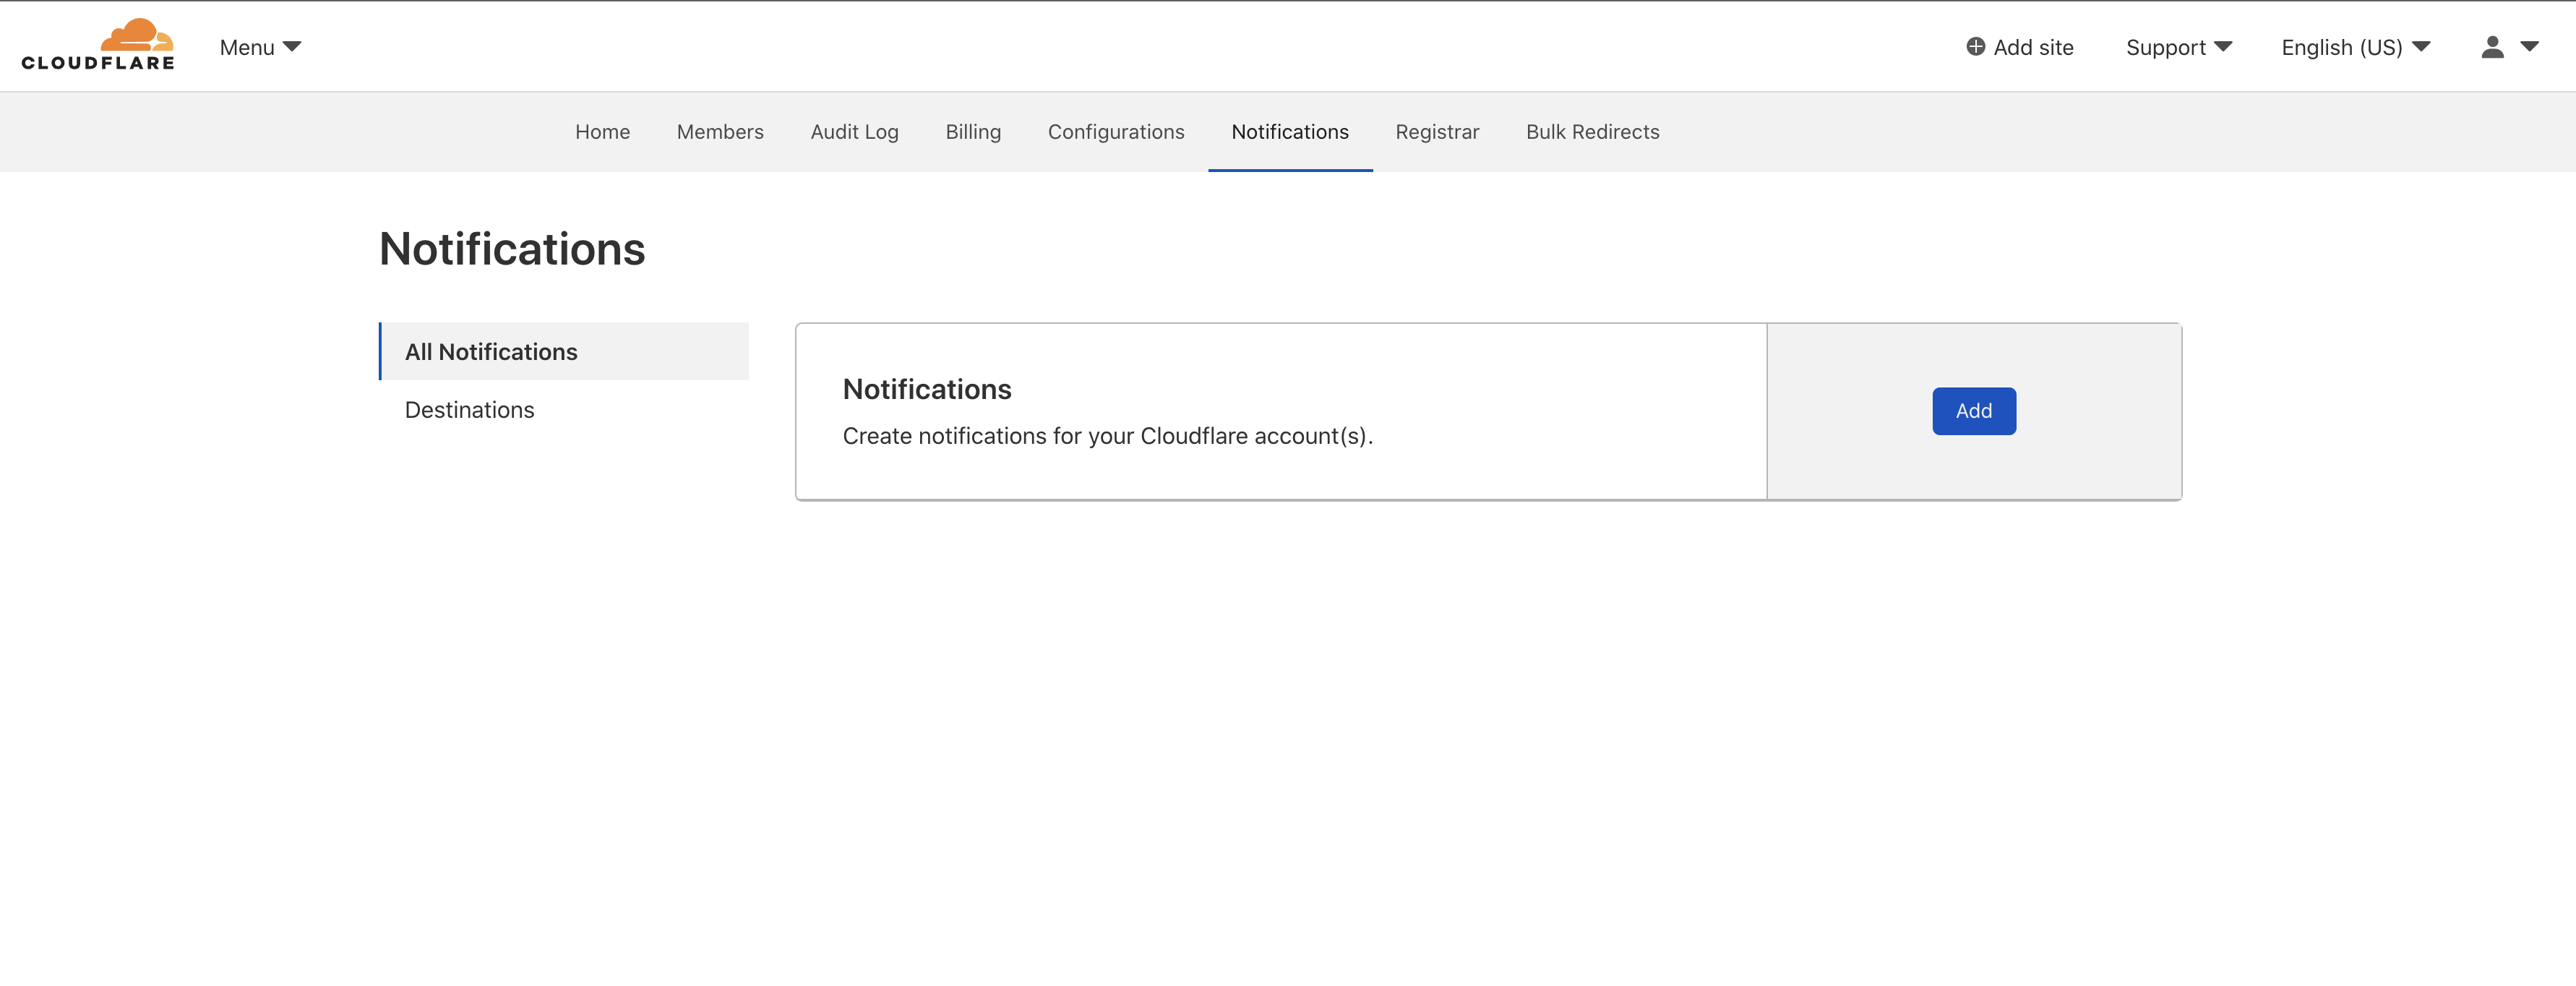 CLOUDFLARE Menu Add site Support English (US)
Home Members Audit Log Billing Configurations Notifications Registrar Bulk Redirects
Notifications
All Notifications
Destinations
Notifications
Create notifications for your Cloudflare account(s).
Add